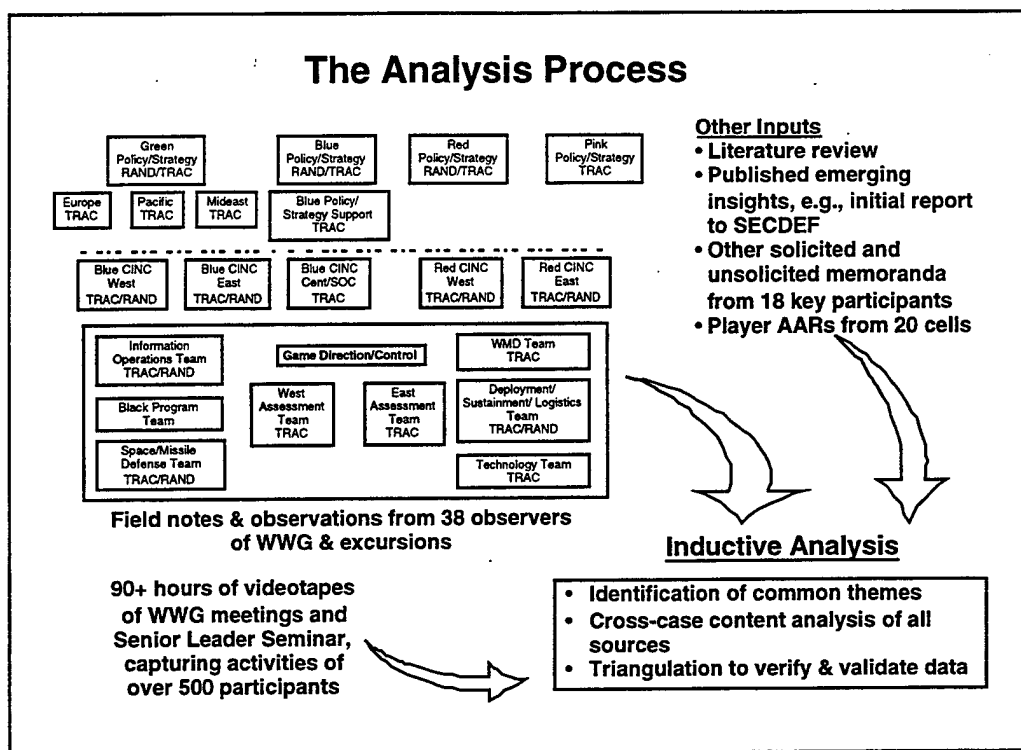 The Analysis Process
Green
Policy/Strategy
RAND/TRAC
Blue
Policy/Strategy
RAND/TRAC
Red
Policy/Strategy
RAND/TRAC
Pink
Policy/Strategy
TRAC
Europe
TRAC
Pacific
TRAC
Mideast
TRAC
Blue Policy/
Strategy Support
TRAC
Blue CINC
West
TRAC/RAND
Blue CINC
East
TRAC/RAND
Blue CINC
Cent/SOC
TRAC
Red CINC
West
TRAC/RAND
Red CINC
East
TRAC/RAND
Information
Operations Team
TRAC/RAND
Black Program
Team
Space/Missile
Defense Team
TRAC/RAND
Game Direction/Control
West
Assessment
Team
TRAC
East
Assessment
Team
TRAC
WMD Team
TRAC
Deployment/
Sustainment/ Logistics
Team
TRAC/RAND
Technology Team
TRAC
Field notes & observations from 38 observers
of WWG & excursions
Other Inputs
• Literature review
• Published emerging
insights, e.g., initial report
to SECDEF
• Other solicited and
unsolicited memoranda
from 18 key participants
• Player AARs from 20 cells
90+ hours of videotapes
of WWG meetings and
Senior Leader Seminar,
capturing activities of
over 500 participants
Inductive Analysis
• Identification of common themes
• Cross-case content analysis of all
sources
• Triangulation to verify & validate data